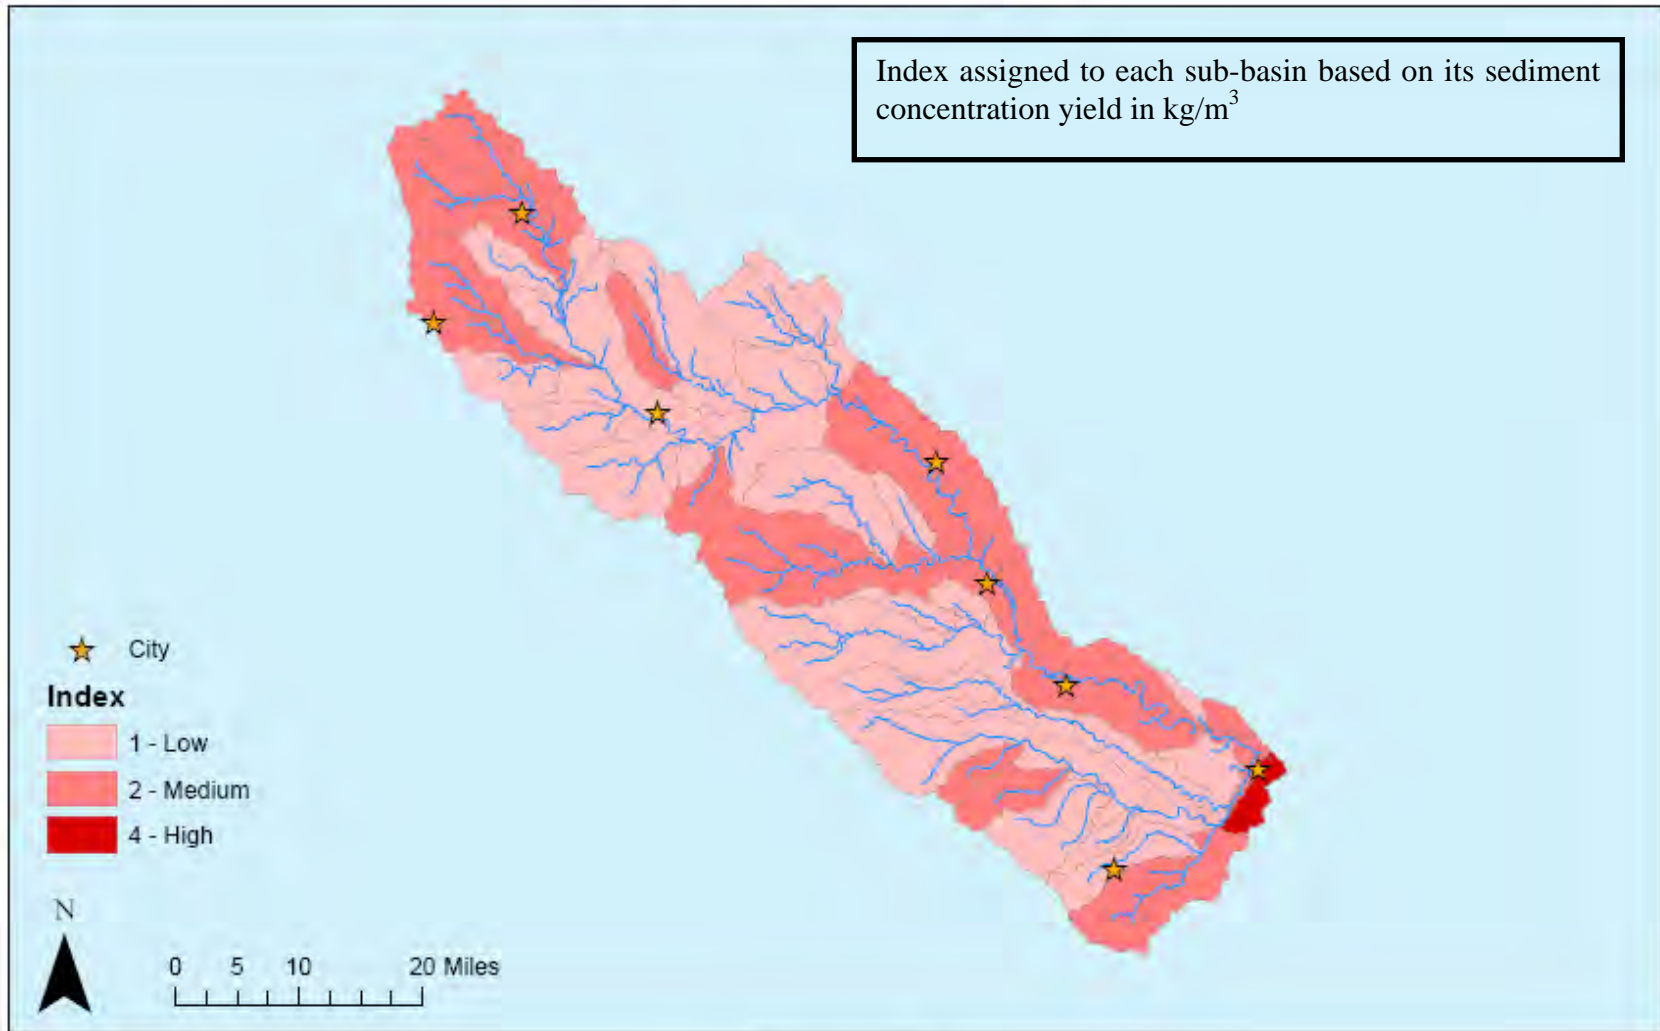 Index assigned to each sub-basin based on its sediment
concentration yield in kg/m³
City
Index
1 - Low
2 - Medium
4 - High
N
0 5 10 20 Miles